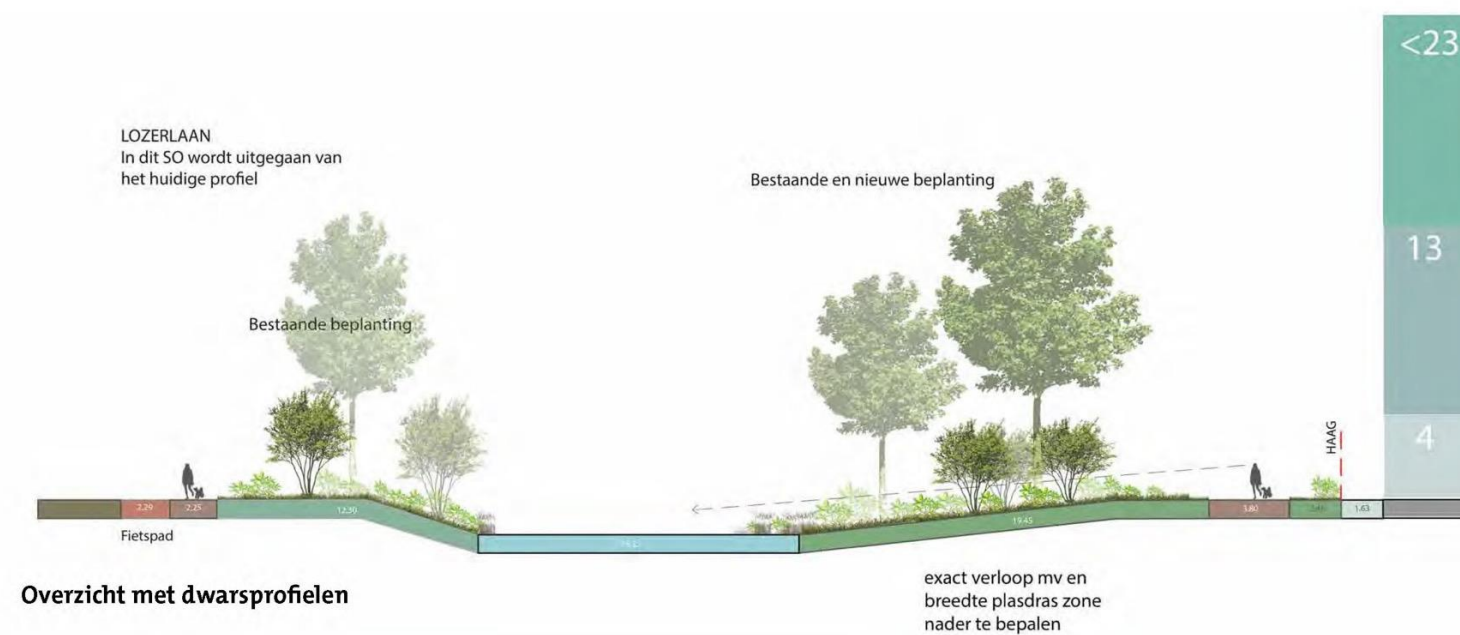 <23
LOZERLAAN
In dit SO wordt uitgegaan van
het huidige profiel
Bestaande en nieuwe beplanting
13
Bestaande beplanting
HAAG
4
2.29 2.25 12.30 19.45 3.80 1.63
Fietspad
exact verloop mv en
breedte plasdras zone
nader te bepalen
Overzicht met dwarsprofielen